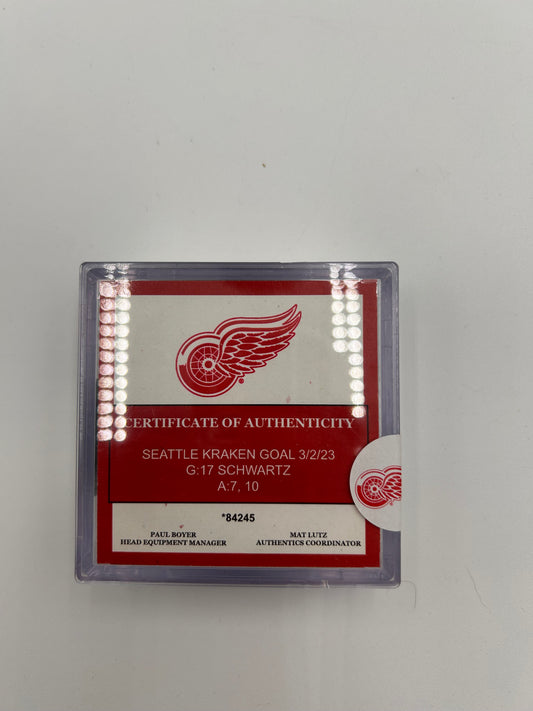 CERTIFICATE OF AUTHENTICITY
SEATTLE KRAKEN GOAL 3/2/23
G:17 SCHWARTZ
A:7, 10
*84245
PAUL BOYER
HEAD EQUIPMENT MANAGER
MAT LUTZ
AUTHENTICS COORDINATOR